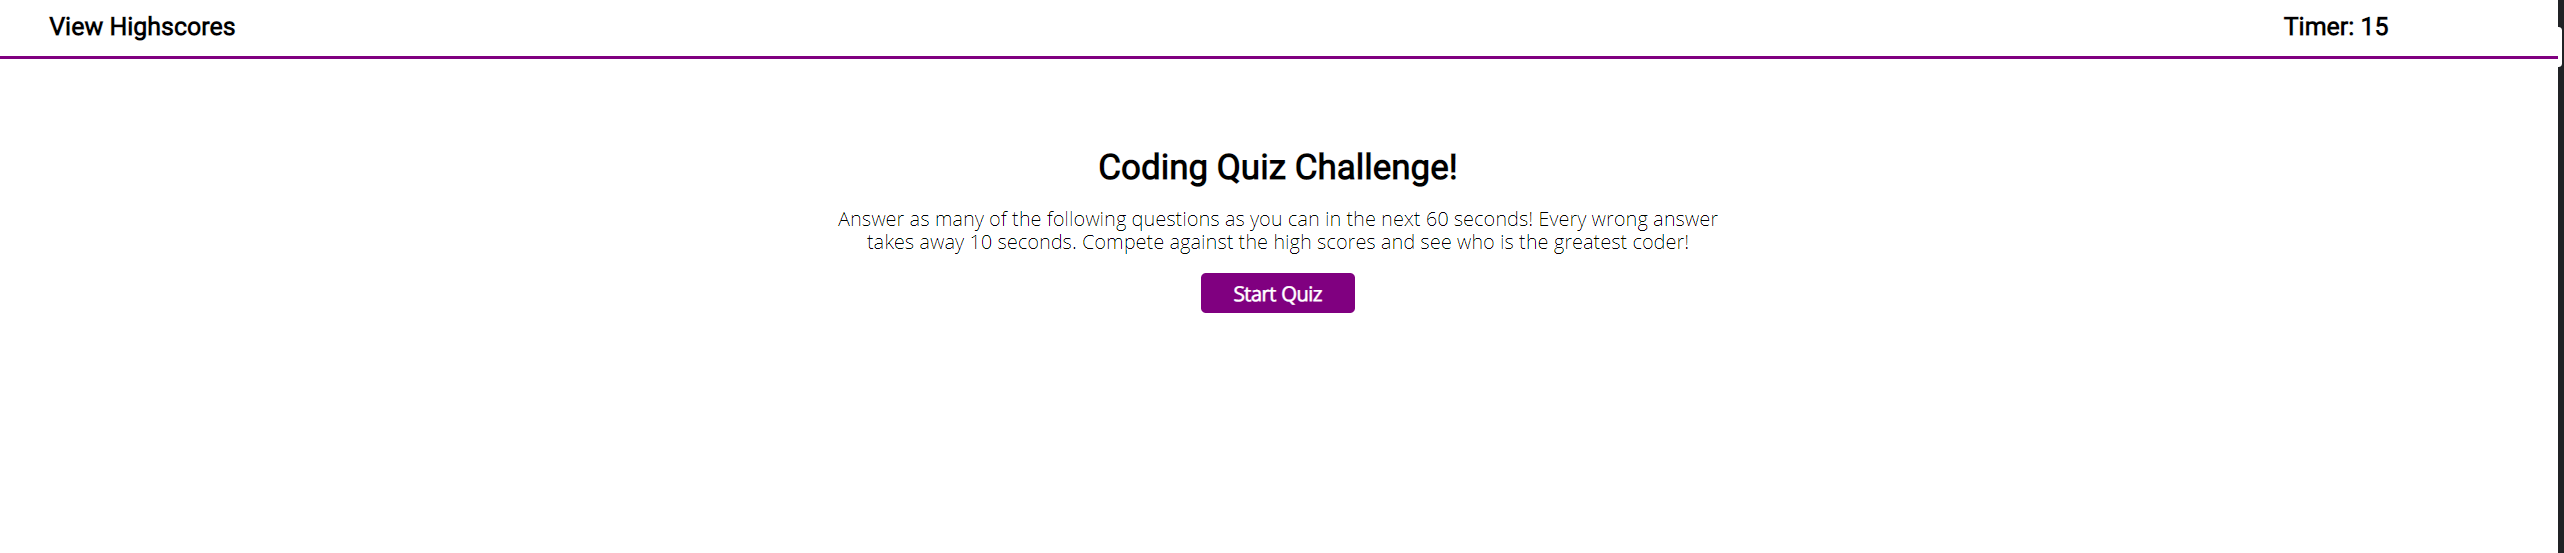 View Highscores
Timer: 15
Coding Quiz Challenge!
Answer as many of the following questions as you can in the next 60 seconds! Every wrong answer
takes away 10 seconds. Compete against the high scores and see who is the greatest coder!
Start Quiz